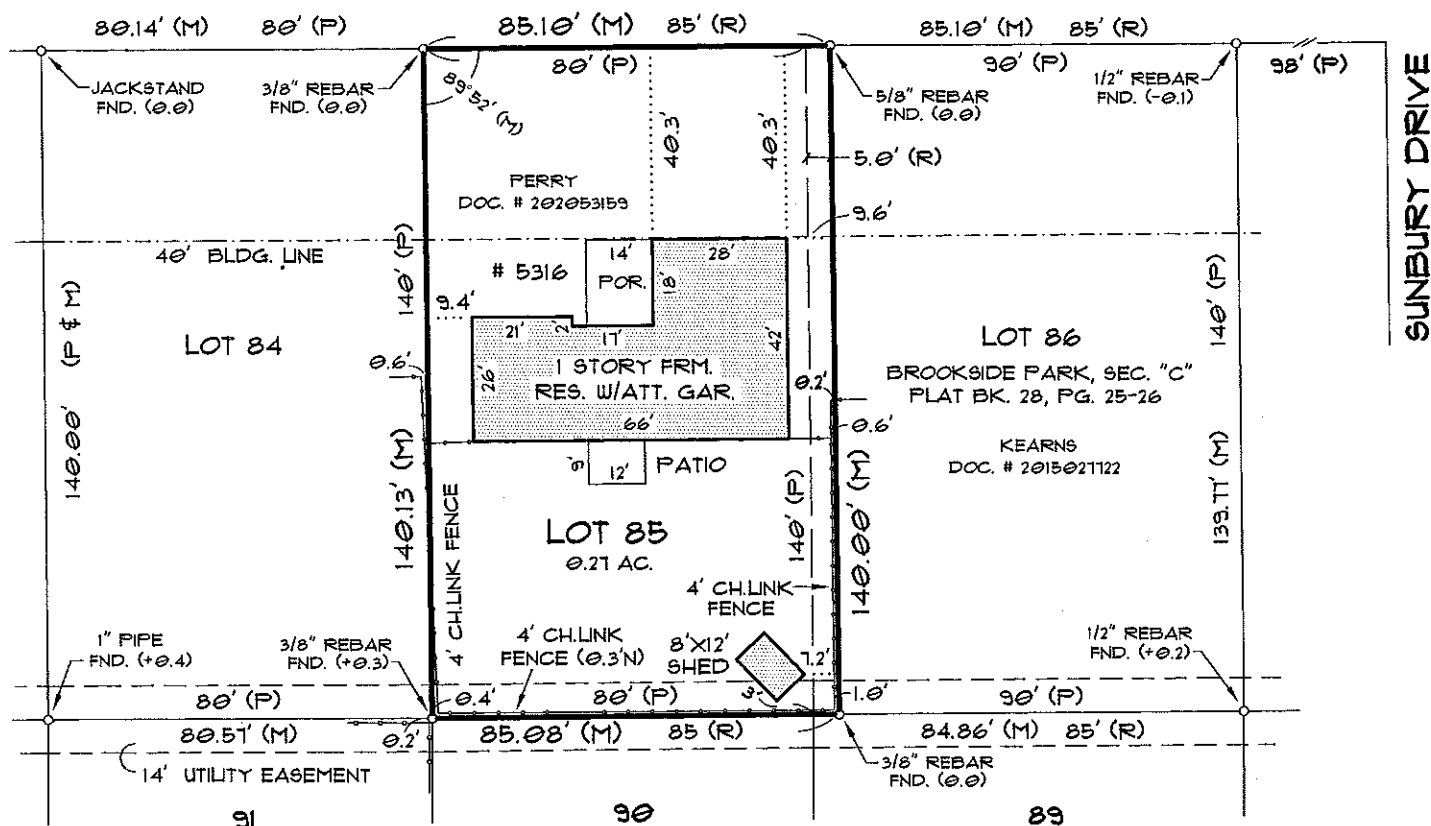 80.14' (M) 80' (P)
85.10' (M) 85' (R)
85.10' (M) 85' (R)
80' (P)
90' (P)
98' (P)
JACKSTAND
FND. (0.0)
3/8" REBAR
FND. (0.0)
89°52' (M)
5/8" REBAR
FND. (0.0)
1/2" REBAR
FND. (-0.1)
SUNBURY DRIVE
40.3'
40.3'
5.0' (R)
PERRY
DOC. # 202053159
9.6'
40' BLDG. LINE
140' (P)
# 5316
14'
POR.
28'
18'
140' (P)
9.4'
21'
2'
17'
42'
140.00' (P & M)
LOT 84
0.6'
26'
1 STORY FRM.
RES. W/ATT. GAR.
66'
0.2'
0.6'
LOT 86
BROOKSIDE PARK, SEC. "C"
PLAT BK. 28, PG. 25-26
KEARNS
DOC. # 2015027722
9'
12'
PATIO
140.13' (M)
4' CH.LINK FENCE
LOT 85
0.27 AC.
140' (P)
140.00' (M)
139.77' (M)
4' CH.LINK
FENCE
1" PIPE
FND. (+0.4)
3/8" REBAR
FND. (+0.3)
4' CH.LINK
FENCE (0.3'N)
8'X12'
SHED
7.2'
3'
1/2" REBAR
FND. (+0.2)
80' (P)
0.4'
80' (P)
1.0'
90' (P)
80.57' (M)
0.2'
85.08' (M) 85 (R)
84.86' (M) 85' (R)
14' UTILITY EASEMENT
3/8" REBAR
FND. (0.0)
91
90
89